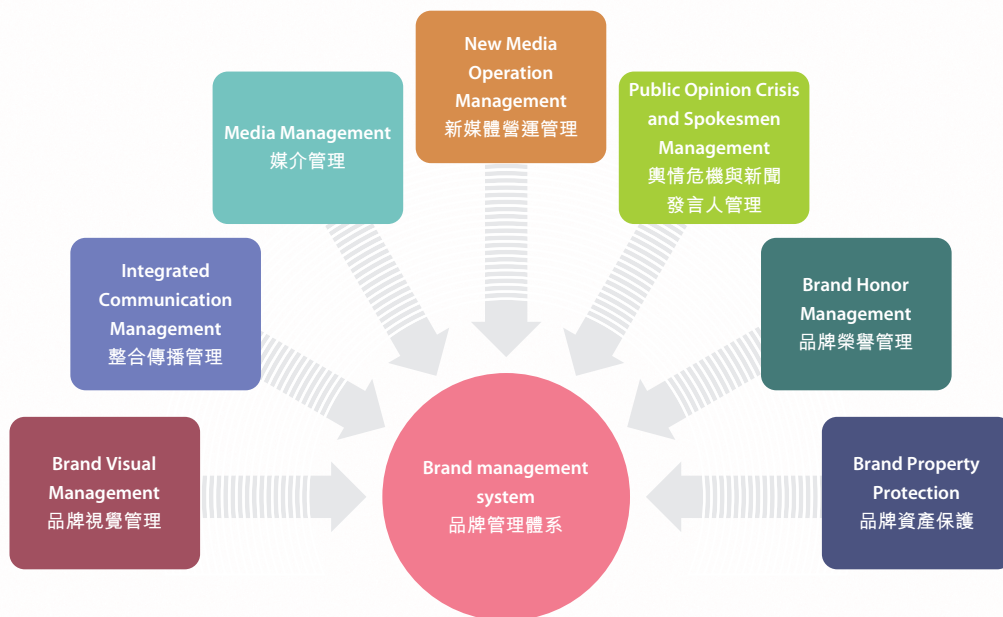 New Media
Operation
Management
新媒體營運管理
Media Management
媒介管理
Public Opinion Crisis
and Spokesmen
Management
輿情危機與新聞
發言人管理
Integrated
Communication
Management
整合傳播管理
Brand Honor
Management
品牌榮譽管理
Brand Visual
Management
品牌視覺管理
Brand management
system
品牌管理體系
Brand Property
Protection
品牌資產保護